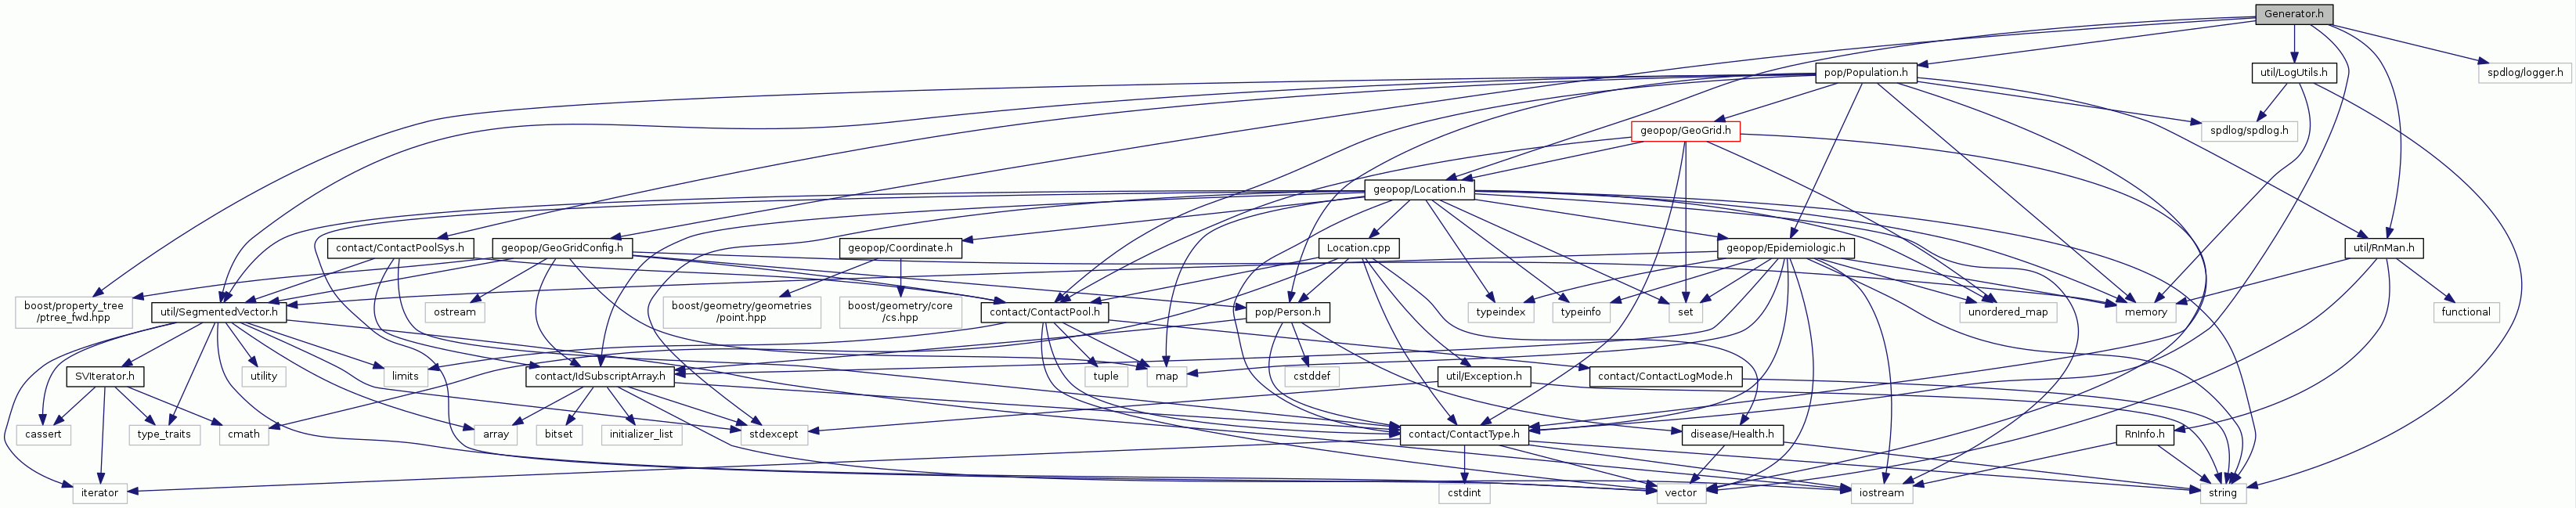 Generator.h
pop/Population.h
util/LogUtils.h
spdlog/logger.h
geopop/GeoGrid.h
spdlog/spdlog.h
geopop/Location.h
contact/ContactPoolSys.h
geopop/GeoGridConfig.h
geopop/Coordinate.h
Location.cpp
geopop/Epidemiologic.h
util/RnMan.h
boost/property_tree
/ptree_fwd.hpp
util/SegmentedVector.h
ostream
boost/geometry/geometries
/point.hpp
boost/geometry/core
/cs.hpp
contact/ContactPool.h
pop/Person.h
typeindex
typeinfo
set
unordered_map
memory
functional
SVIterator.h
utility
limits
contact/IdSubscriptArray.h
tuple
map
cstddef
util/Exception.h
contact/ContactLogMode.h
cassert
type_traits
cmath
array
bitset
initializer_list
stdexcept
contact/ContactType.h
disease/Health.h
RnInfo.h
iterator
cstdint
vector
iostream
string